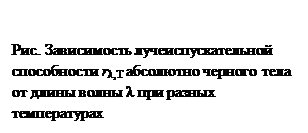 Рис. Зависимость лучеиспускательной
способности rλ,T абсолютно черного тела
от длины волны λ при разных
температурах